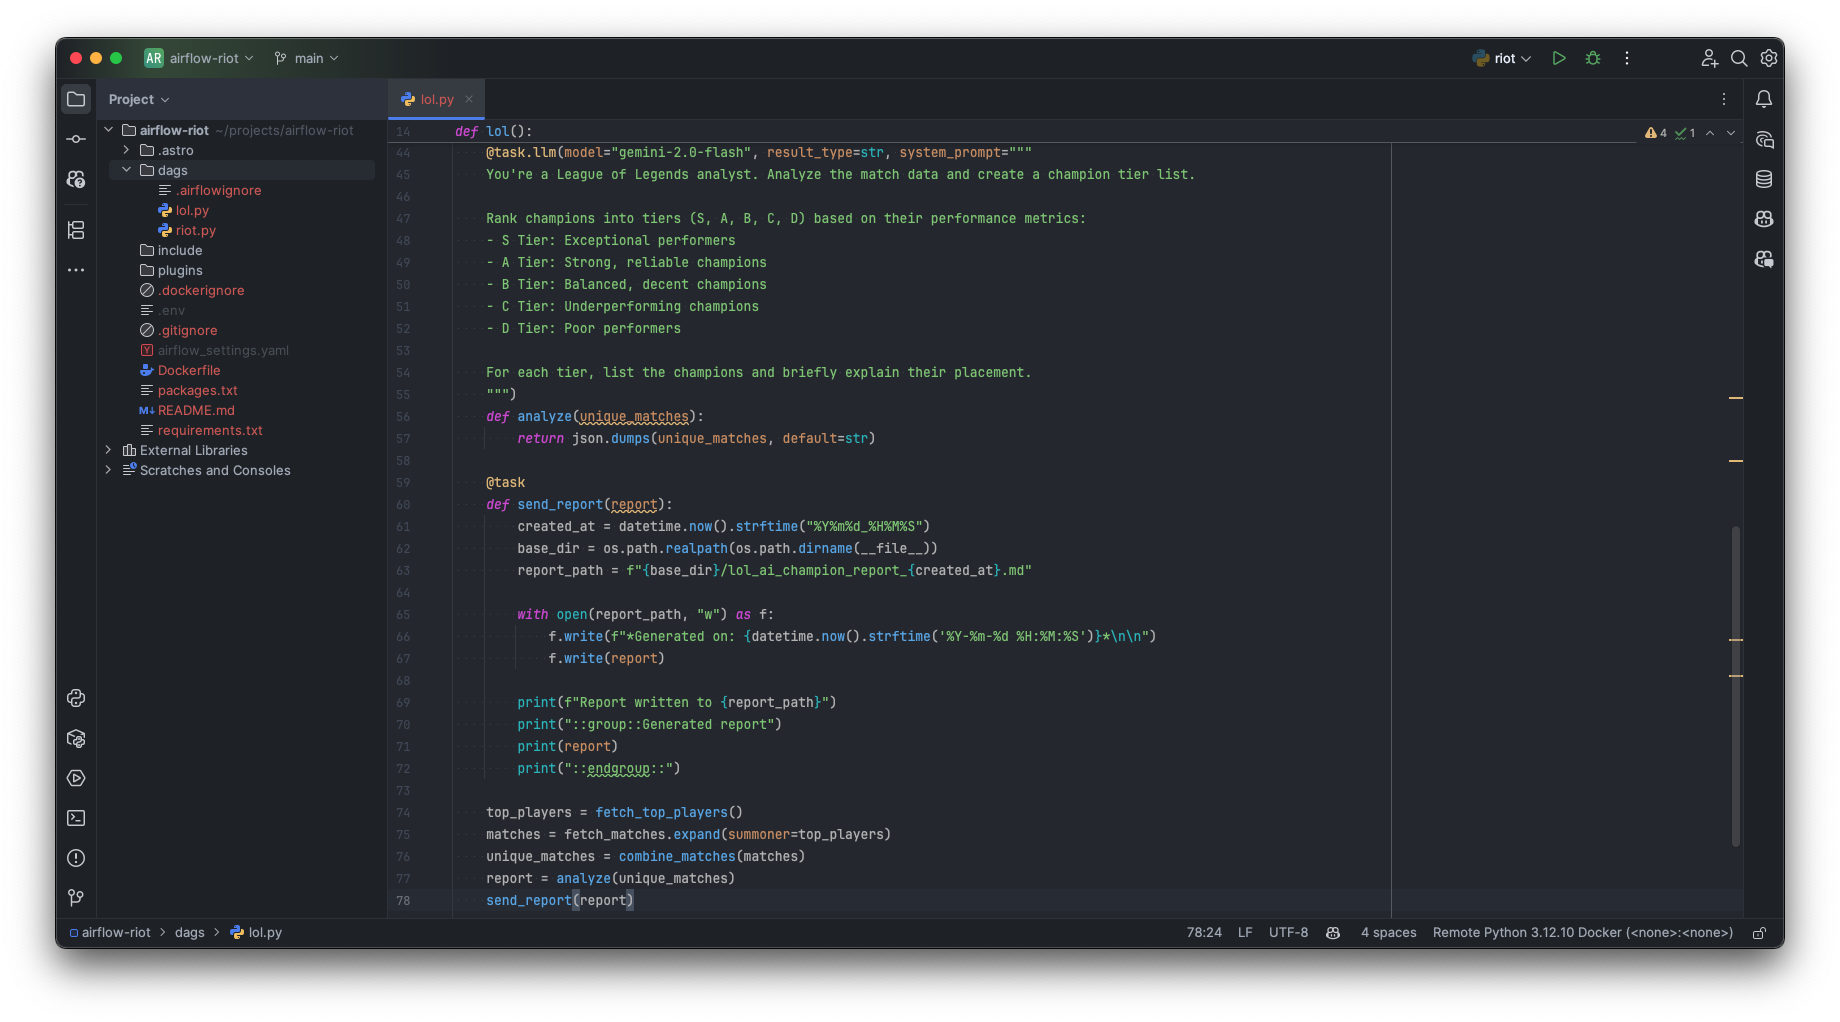 AR airflow-riot main riot
Project
lol.py
airflow-riot ~/projects/airflow-riot
.astro
dags
.airflowignore
lol.py
riot.py
include
plugins
.dockerignore
.env
.gitignore
airflow_settings.yaml
Dockerfile
packages.txt
README.md
requirements.txt
External Libraries
Scratches and Consoles
4 1
14 def lol():
44 @task.llm(model="gemini-2.0-flash", result_type=str, system_prompt="""
45 You're a League of Legends analyst. Analyze the match data and create a champion tier list.
46
47 Rank champions into tiers (S, A, B, C, D) based on their performance metrics:
48 - S Tier: Exceptional performers
49 - A Tier: Strong, reliable champions
50 - B Tier: Balanced, decent champions
51 - C Tier: Underperforming champions
52 - D Tier: Poor performers
53
54 For each tier, list the champions and briefly explain their placement.
55 """)
56 def analyze(unique_matches):
57 return json.dumps(unique_matches, default=str)
58
59 @task
60 def send_report(report):
61 created_at = datetime.now().strftime("%Y%m%d_%H%M%S")
62 base_dir = os.path.realpath(os.path.dirname(__file__))
63 report_path = f"{base_dir}/lol_ai_champion_report_{created_at}.md"
64
65 with open(report_path, "w") as f:
66 f.write(f"*Generated on: {datetime.now().strftime('%Y-%m-%d %H:%M:%S')}*\n\n")
67 f.write(report)
68
69 print(f"Report written to {report_path}")
70 print("::group::Generated report")
71 print(report)
72 print("::endgroup::")
73
74 top_players = fetch_top_players()
75 matches = fetch_matches.expand(summoner=top_players)
76 unique_matches = combine_matches(matches)
77 report = analyze(unique_matches)
78 send_report(report)
airflow-riot > dags > lol.py
78:24 LF UTF-8 4 spaces Remote Python 3.12.10 Docker (<none>:<none>)